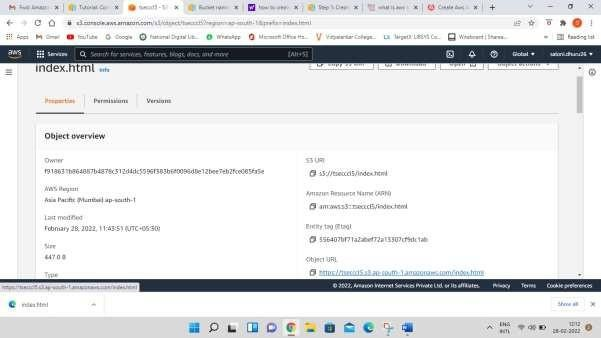 Fwd: Amazo
Tutorial: Co
tseccl5 - S3
Bucket nami
how to creat
Step 5: Creat
what is aws
Create Aws
s3.console.aws.amazon.com/s3/object/tseccl5?region=ap-south-1&prefix=index.html
Apps
Gmail
YouTube
Google
National Digital Lib...
WhatsApp
Microsoft Office Ho...
Vidyalankar College...
LX TargetX LIBSYS Co...
Whiteboard | Share...
Reading list
aws
Services
Search for services, features, blogs, docs, and more
[Alt+S]
Global
satoni.dhuru26
index.html
Info
Copy S3 URI
Download
Open
Object actions
Properties
Permissions
Versions
Object overview
Owner
AWS Region
Asia Pacific (Mumbai) ap-south-1
Last modified
February 28, 2022, 11:43:51 (UTC+05:30)
Size
447.0 B
Type
S3 URI
s3://tseccl5/index.html
Amazon Resource Name (ARN)
arn:aws:s3:::tseccl5/index.html
Entity tag (Etag)
556407bf71a2abef72a13307cf9dc1ab
Object URL
https://tseccl5.s3.ap-south-1.amazonaws.com/index.html
https://tseccl5.s3.ap-south-1.amazonaws.com/index.html
© 2022, Amazon Internet Services Private Ltd. or its affiliates.
Privacy
Terms
Cookie preferences
index.html
Show all
ENG
INTL
12:12
28-02-2022